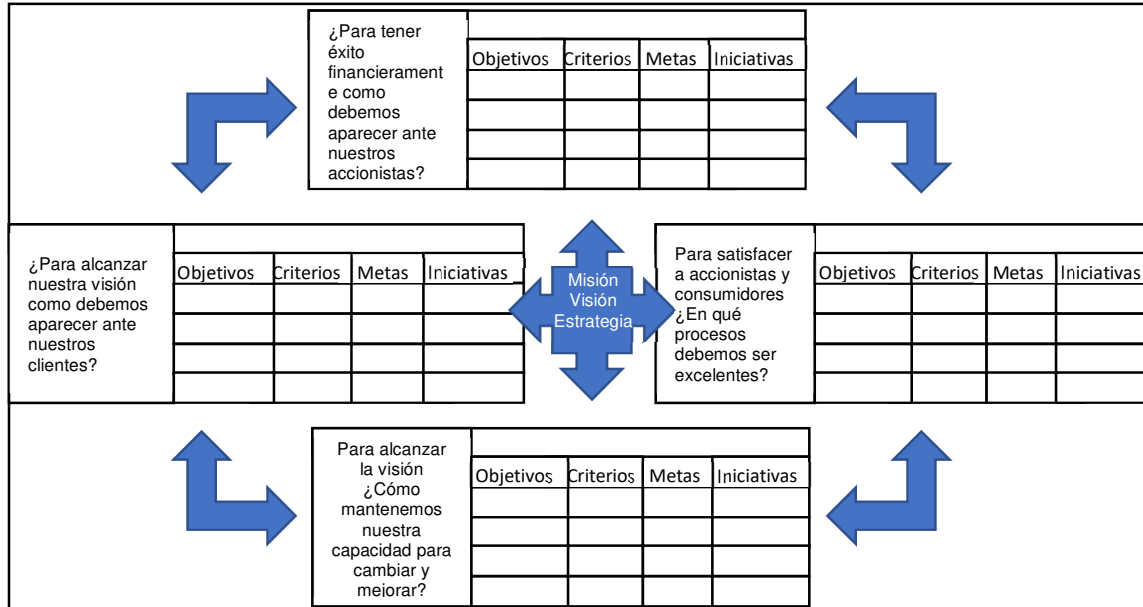 ¿Para tener
éxito
financierament
e como
debemos
aparecer ante
nuestros
accionistas?
Objetivos Criterios Metas Iniciativas
¿Para alcanzar
nuestra visión
como debemos
aparecer ante
nuestros
clientes?
Objetivos Criterios Metas Iniciativas
Misión
Visión
Estrategia
Para satisfacer
a accionistas y
consumidores
¿En qué
procesos
debemos ser
excelentes?
Objetivos Criterios Metas Iniciativas
Para alcanzar
la visión
¿Cómo
mantenemos
nuestra
capacidad para
cambiar y
mejorar?
Objetivos Criterios Metas Iniciativas